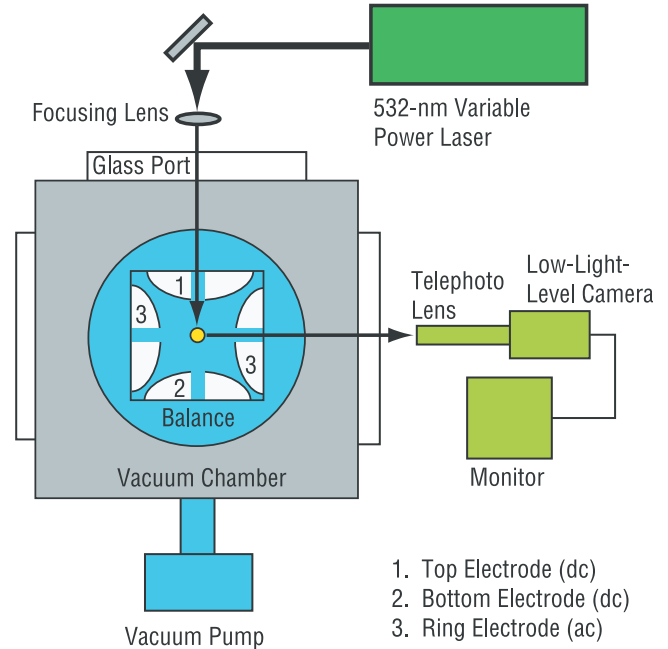 532-nm Variable
Power Laser
Focusing Lens
Glass Port
1
3
3
2
Balance
Vacuum Chamber
Vacuum Pump
Telephoto
Lens
Low-Light-
Level Camera
Monitor
1. Top Electrode (dc)
2. Bottom Electrode (dc)
3. Ring Electrode (ac)